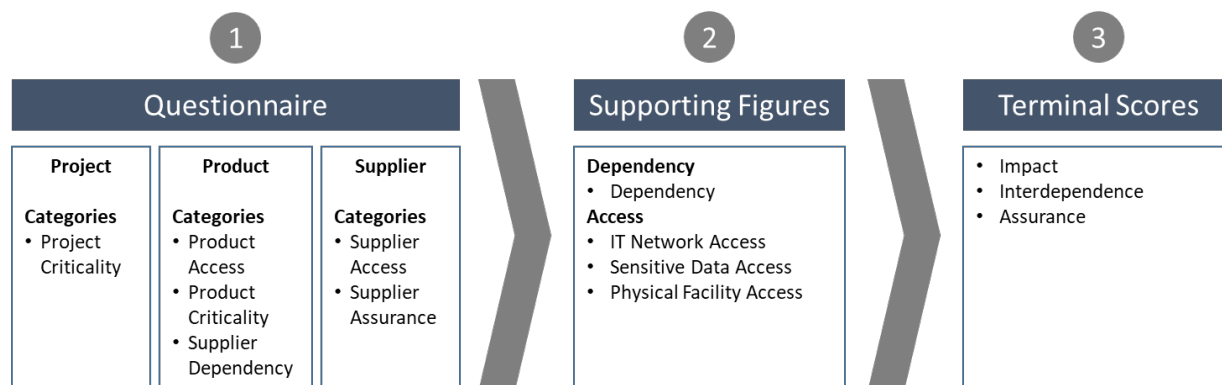 1
2
3
Questionnaire
Supporting Figures
Terminal Scores
Project
Categories
• Project
Criticality
Product
Categories
• Product
Access
• Product
Criticality
• Supplier
Dependency
Supplier
Categories
• Supplier
Access
• Supplier
Assurance
Dependency
• Dependency
Access
• IT Network Access
• Sensitive Data Access
• Physical Facility Access
• Impact
• Interdependence
• Assurance